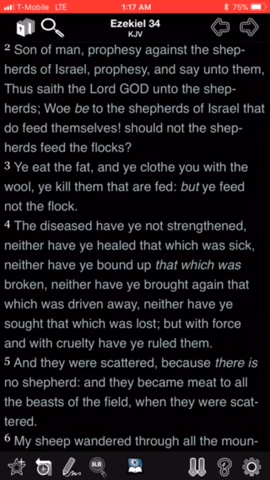 T-Mobile LTE 1:17 AM 75%
Ezekiel 34
KJV
2 Son of man, prophesy against the shep-
herds of Israel, prophesy, and say unto them,
Thus saith the Lord GOD unto the shep-
herds; Woe be to the shepherds of Israel that
do feed themselves! should not the shep-
herds feed the flocks?
3 Ye eat the fat, and ye clothe you with the
wool, ye kill them that are fed: but ye feed
not the flock.
4 The diseased have ye not strengthened,
neither have ye healed that which was sick,
neither have ye bound up that which was
broken, neither have ye brought again that
which was driven away, neither have ye
sought that which was lost; but with force
and with cruelty have ye ruled them.
5 And they were scattered, because there is
no shepherd: and they became meat to all
the beasts of the field, when they were scat-
tered.
6 My sheep wandered through all the moun-